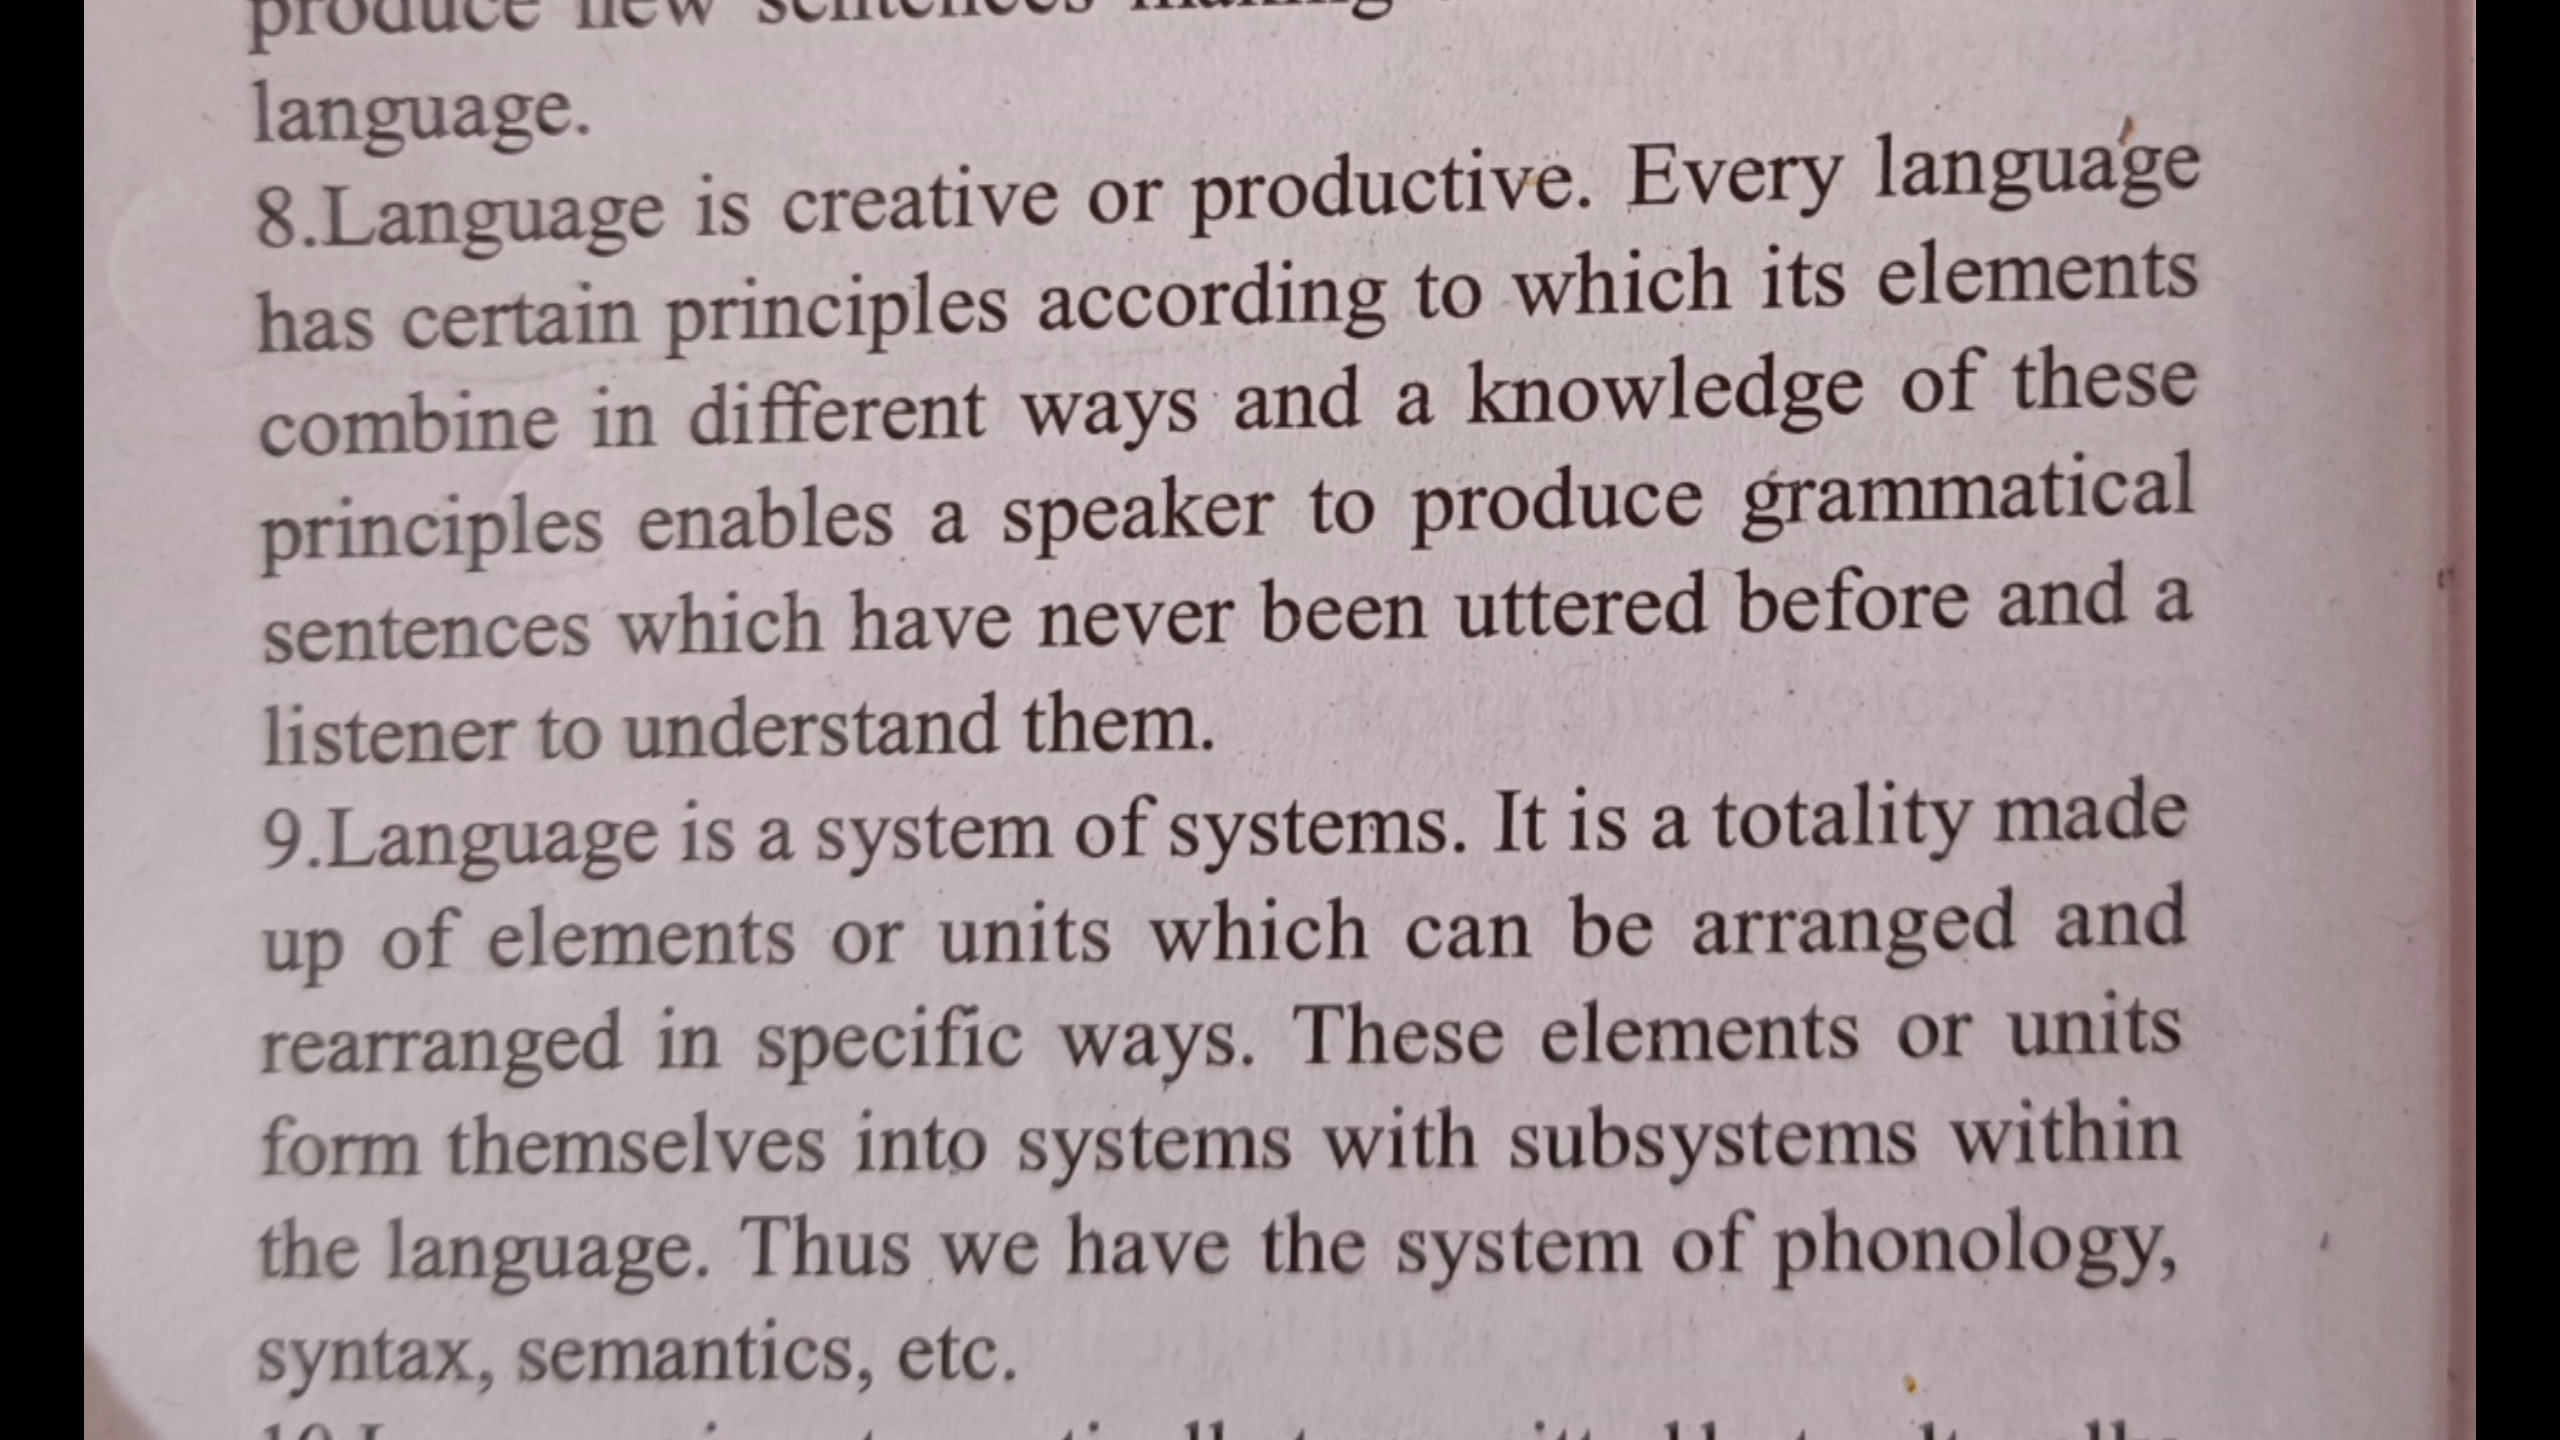 produce new sentences making
language.
8.Language is creative or productive. Every language
has certain principles according to which its elements
combine in different ways and a knowledge of these
principles enables a speaker to produce grammatical
sentences which have never been uttered before and a
listener to understand them.
9.Language is a system of systems. It is a totality made
up of elements or units which can be arranged and
rearranged in specific ways. These elements or units
form themselves into systems with subsystems within
the language. Thus we have the system of phonology,
syntax, semantics, etc.